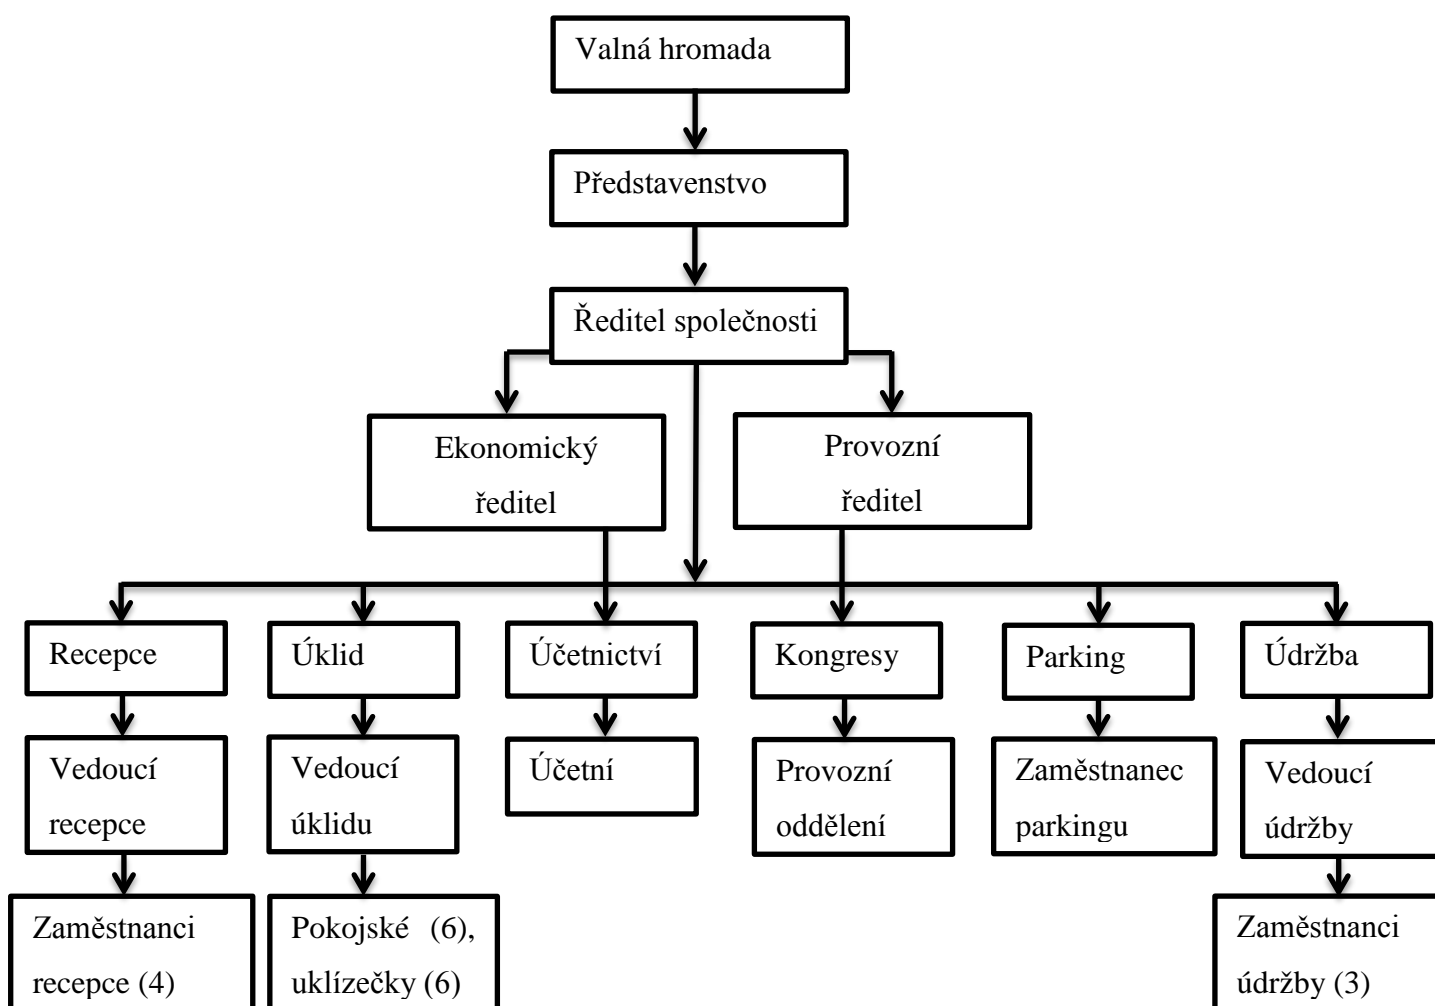 Valná hromada
Představenstvo
Ředitel společnosti
Ekonomický
ředitel
Provozní
ředitel
Recepce
Úklid
Účetnictví
Kongresy
Parking
Údržba
Vedoucí
recepce
Vedoucí
úklidu
Účetní
Provozní
oddělení
Zaměstnanec
parkingu
Vedoucí
údržby
Zaměstnanci
recepce (4)
Pokojské (6),
uklízečky (6)
Zaměstnanci
údržby (3)